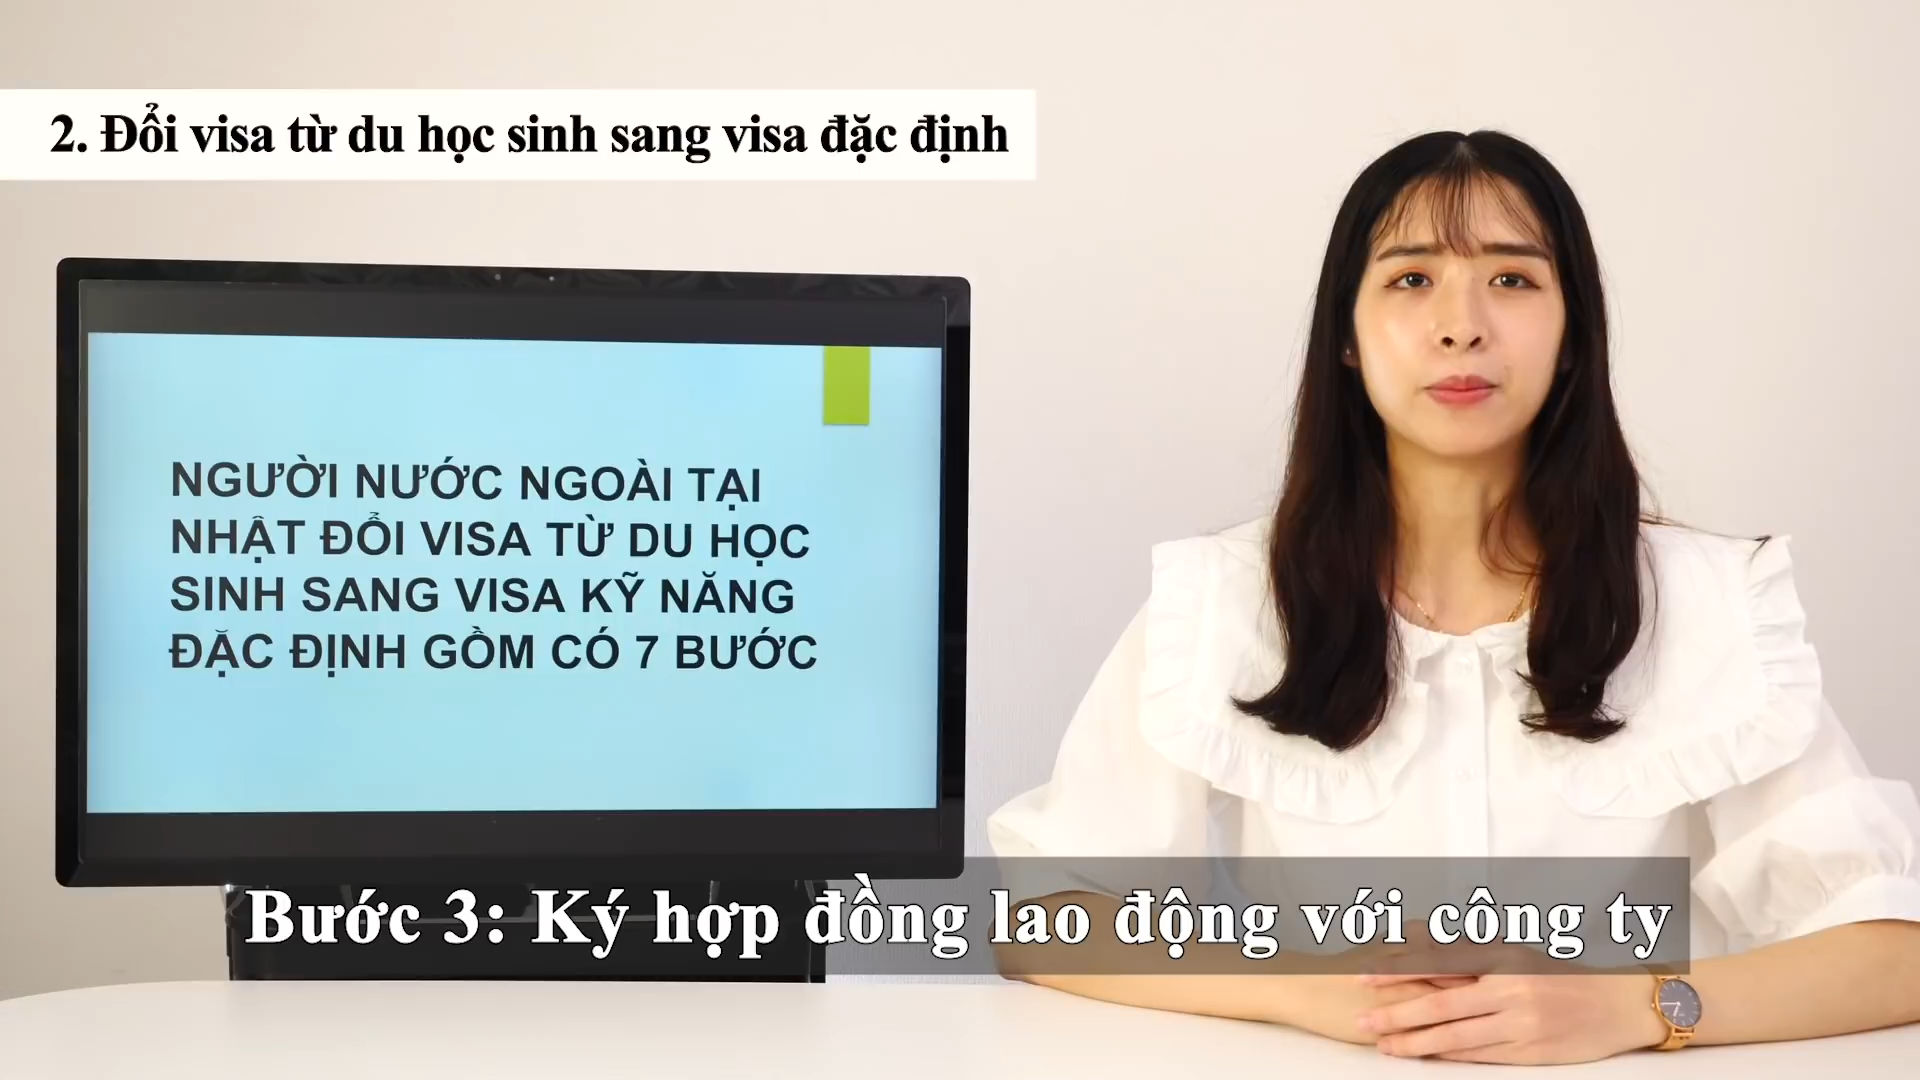 2. Đổi visa từ du học sinh sang visa đặc định
NGƯỜI NƯỚC NGOÀI TẠI
NHẬT ĐỔI VISA TỪ DU HỌC
SINH SANG VISA KỸ NĂNG
ĐẶC ĐỊNH GỒM CÓ 7 BƯỚC
Bước 3: Ký hợp đồng lao động với công ty